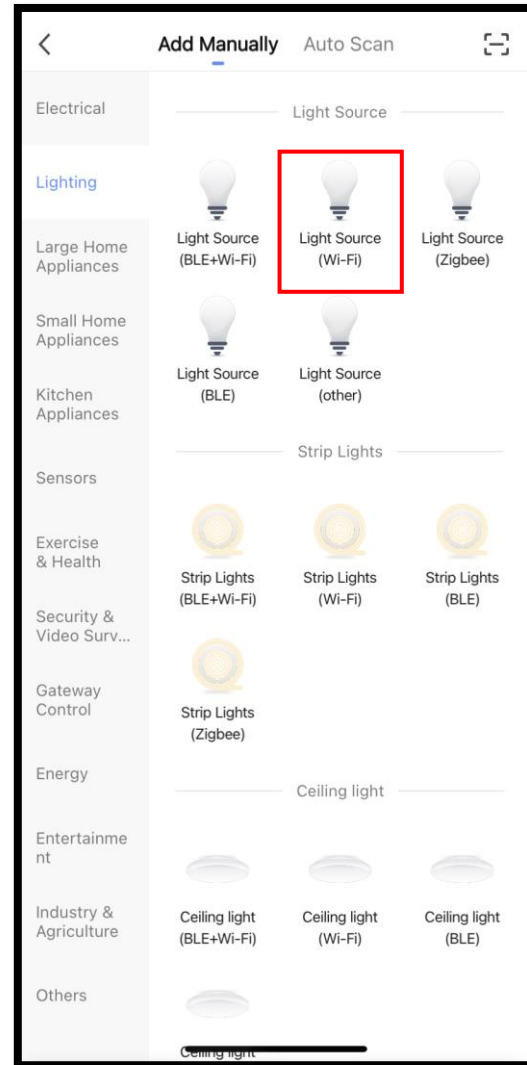 Add Manually Auto Scan
Electrical
Lighting
Large Home
Appliances
Small Home
Appliances
Kitchen
Appliances
Sensors
Exercise
& Health
Security &
Video Surv...
Gateway
Control
Energy
Entertainme
nt
Industry &
Agriculture
Others
Light Source
Light Source
(BLE+Wi-Fi)
Light Source
(Wi-Fi)
Light Source
(Zigbee)
Light Source
(BLE)
Light Source
(other)
Strip Lights
Strip Lights
(BLE+Wi-Fi)
Strip Lights
(Wi-Fi)
Strip Lights
(BLE)
Strip Lights
(Zigbee)
Ceiling light
Ceiling light
(BLE+Wi-Fi)
Ceiling light
(Wi-Fi)
Ceiling light
(BLE)
Ceiling light